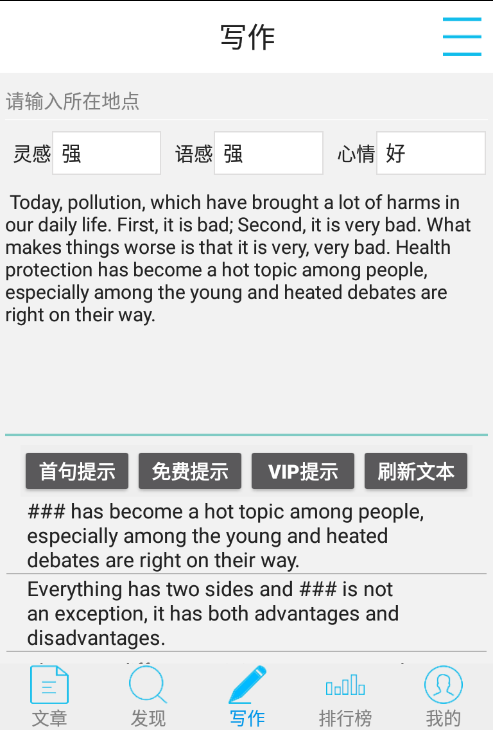 写作
请输入所在地点
灵感 强 语感 强 心情 好
Today, pollution, which have brought a lot of harms in
our daily life. First, it is bad; Second, it is very bad. What
makes things worse is that it is very, very bad. Health
protection has become a hot topic among people,
especially among the young and heated debates are
right on their way.
首句提示 免费提示 VIP提示 刷新文本
### has become a hot topic among people,
especially among the young and heated
debates are right on their way.
Everything has two sides and ### is not
an exception, it has both advantages and
disadvantages.
文章 发现 写作 排行榜 我的